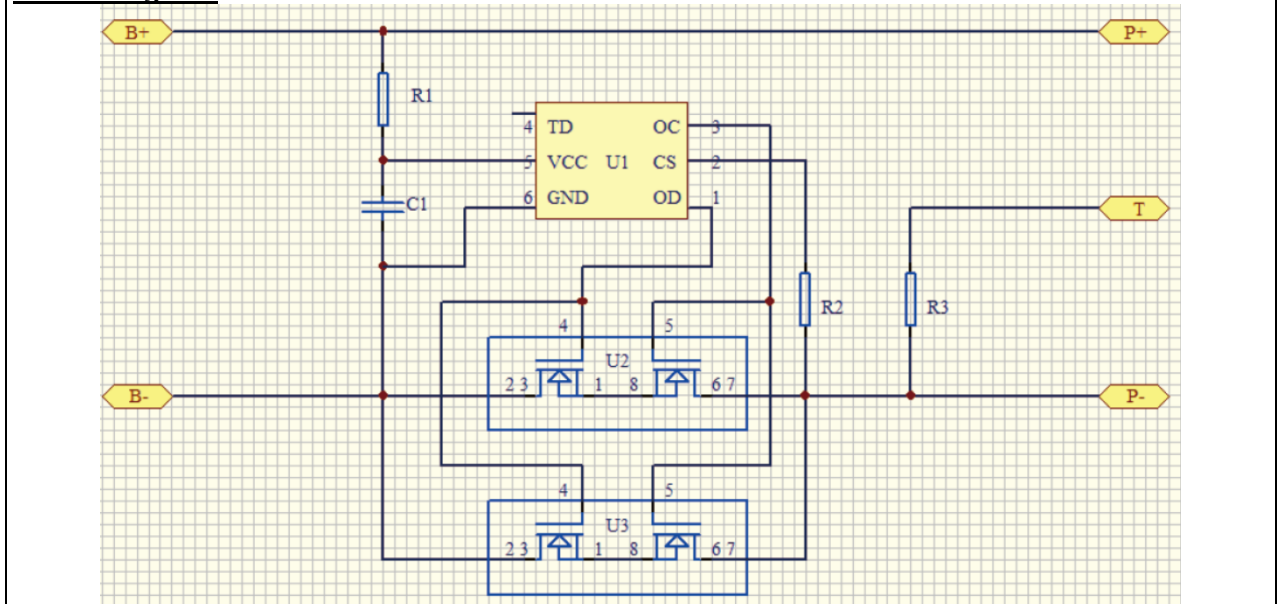 B+ P+
R1
4 TD OC 3
5 VCC U1 CS 2
6 GND OD 1
C1
T
R2 R3
4 5
U2
2 3 1 8 6 7
B- P-
4 5
U3
2 3 1 8 6 7